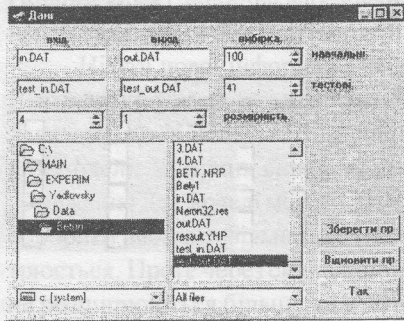 Дані
вхід вихід вибірка
in.DAT out.DAT 100 навчальні
test_in.DAT test_out.DAT 41 тестові
4 1 розмірність
C:\
MAIN
EXPERIM
Yadlovsky
Data
Beton
3.DAT
4.DAT
BETY.NRP
Bety1
in.DAT
Neron32.res
out.DAT
result.YHP
test_in.DAT
Зберегти пр
Відновити пр
Так
c: [system]
All files